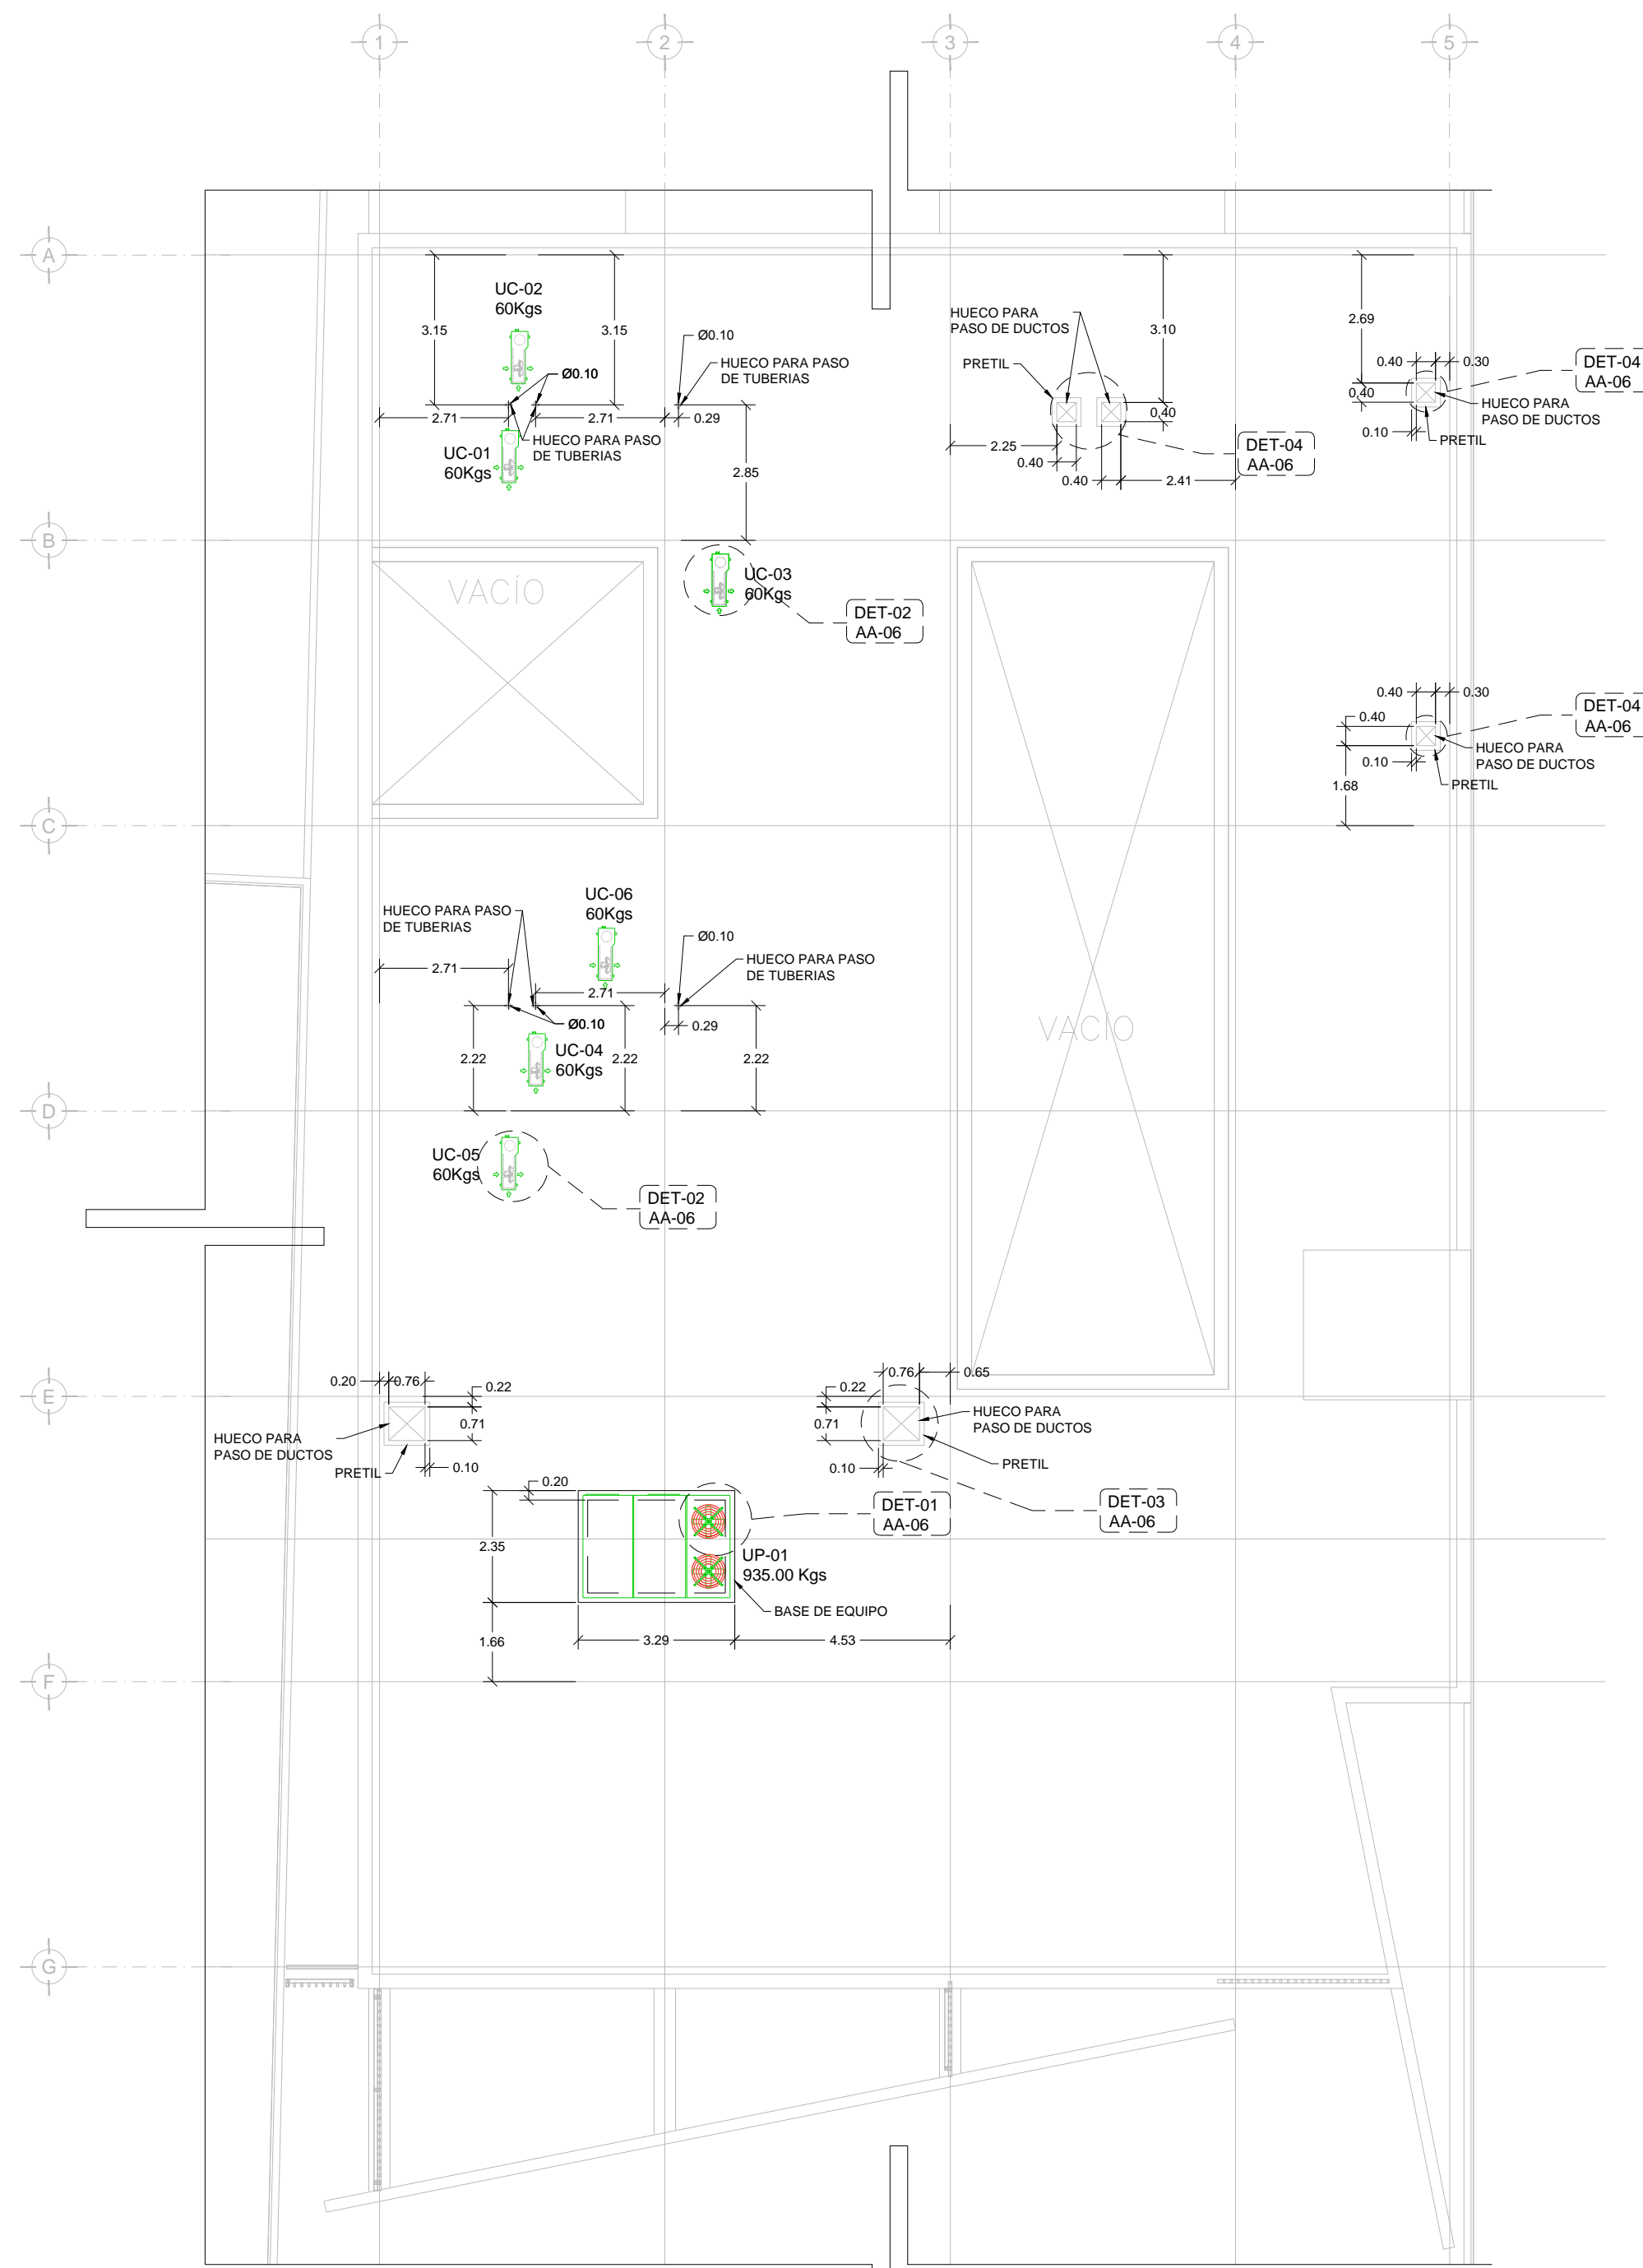 1
2
3
4
5
A
UC-02
60Kgs
3.15
3.15
Ø0.10
HUECO PARA PASO
DE TUBERIAS
Ø0.10
2.71
2.71
0.29
HUECO PARA PASO
DE TUBERIAS
UC-01
60Kgs
2.85
HUECO PARA
PASO DE DUCTOS
PRETIL
3.10
0.40
2.25
0.40
0.40
2.41
DET-04
AA-06
2.69
0.40
0.30
0.40
0.10
DET-04
AA-06
HUECO PARA
PASO DE DUCTOS
PRETIL
B
VACÍO
UC-03
60Kgs
DET-02
AA-06
0.40
0.30
0.40
0.10
1.68
DET-04
AA-06
HUECO PARA
PASO DE DUCTOS
PRETIL
C
UC-06
60Kgs
HUECO PARA PASO
DE TUBERIAS
Ø0.10
HUECO PARA PASO
DE TUBERIAS
2.71
2.71
Ø0.10
0.29
VACÍO
UC-04
60Kgs
2.22
2.22
2.22
D
UC-05
60Kgs
DET-02
AA-06
E
0.20
0.76
0.22
0.71
HUECO PARA
PASO DE DUCTOS
PRETIL
0.10
0.76
0.65
0.22
0.71
HUECO PARA
PASO DE DUCTOS
PRETIL
0.10
0.20
DET-01
AA-06
DET-03
AA-06
2.35
UP-01
935.00 Kgs
BASE DE EQUIPO
1.66
3.29
4.53
F
G